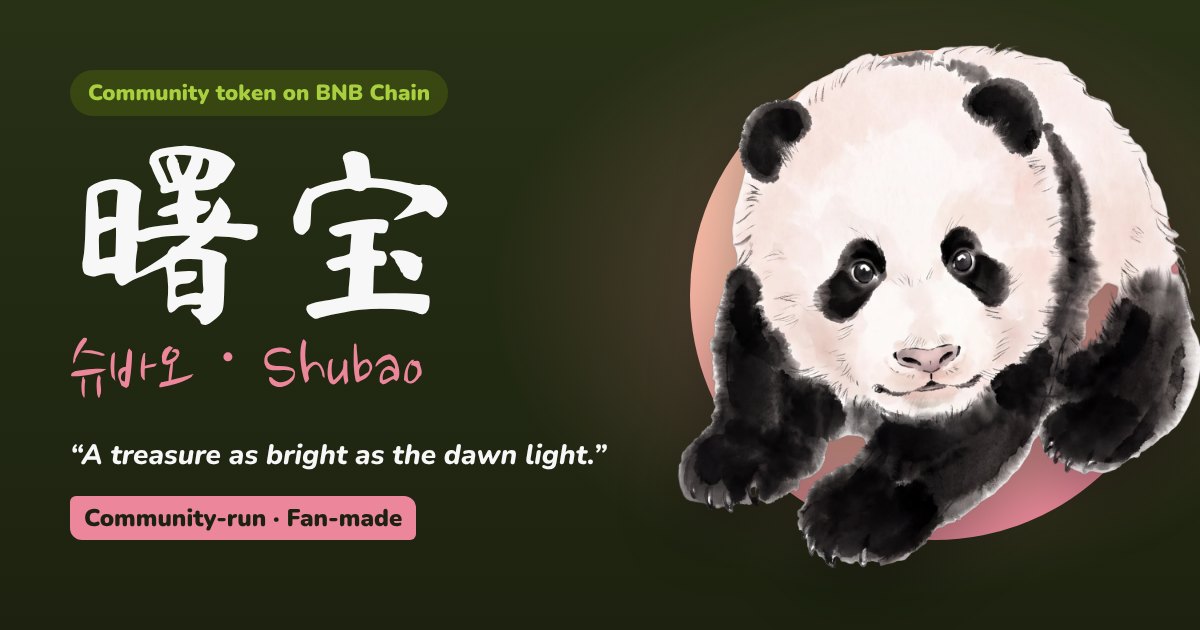 Community token on BNB Chain
曙宝
슈바오 · Shubao
“A treasure as bright as the dawn light.”
Community-run · Fan-made